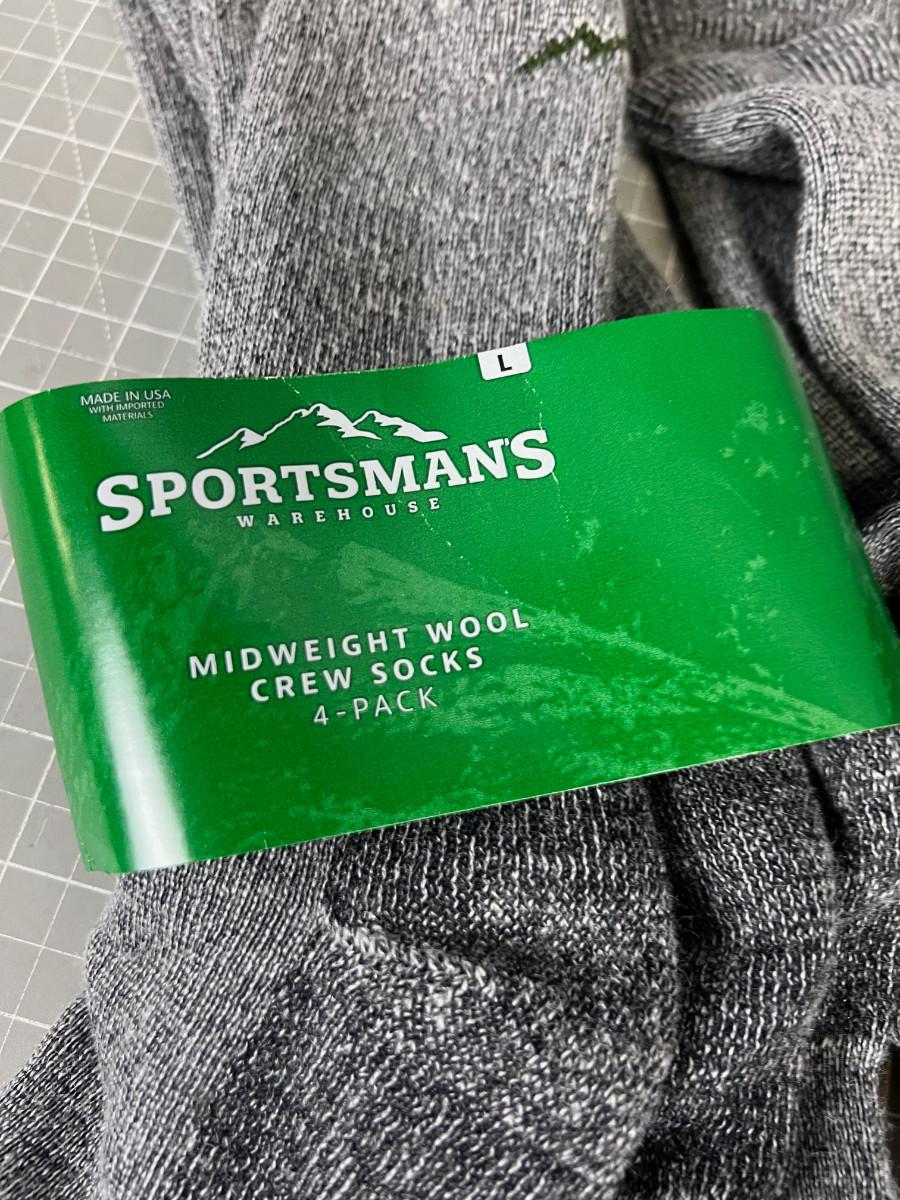 L
MADE IN USA
WITH IMPORTED
MATERIALS
SPORTSMAN'S
WAREHOUSE
MIDWEIGHT WOOL
CREW SOCKS
4-PACK